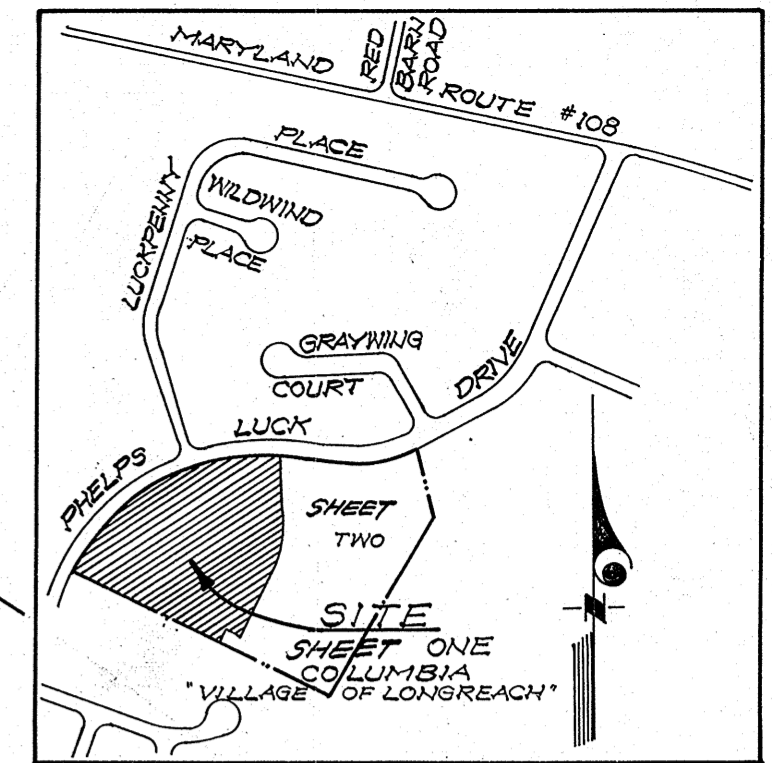 MARYLAND
RED
BARN
ROAD
ROUTE #108
PLACE
WILDWIND
PLACE
LUCKPENNY
GRAYWING
COURT
DRIVE
LUCK
PHELPS
SHEET
TWO
SITE
SHEET ONE
COLUMBIA
"VILLAGE OF LONGREACH"